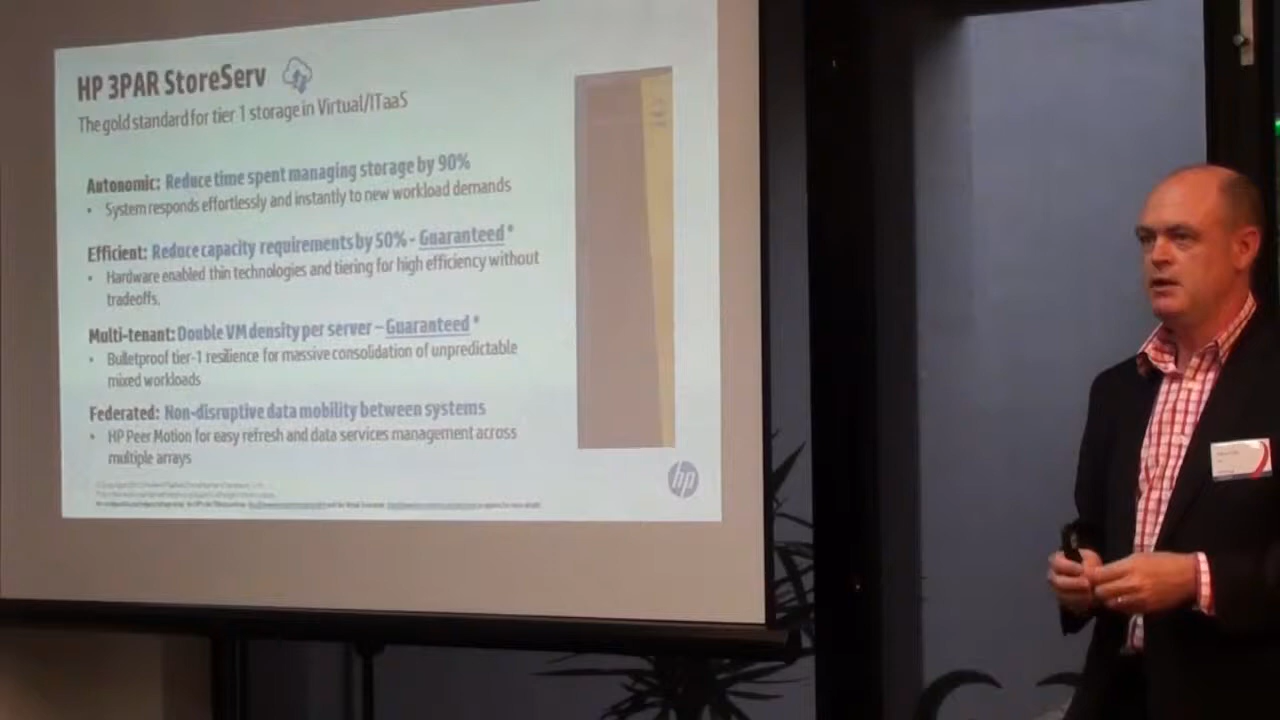 HP 3PAR StoreServ
The gold standard for tier 1 storage in Virtual/ITaaS
Autonomic: Reduce time spent managing storage by 90%
• System responds effortlessly and instantly to new workload demands
Efficient: Reduce capacity requirements by 50% - Guaranteed*
• Hardware enabled thin technologies and tiering for high efficiency without
tradeoffs.
Multi-tenant: Double VM density per server – Guaranteed*
• Bulletproof tier-1 resilience for massive consolidation of unpredictable
mixed workloads
Federated: Non-disruptive data mobility between systems
• HP Peer Motion for easy refresh and data services management across
multiple arrays
hp